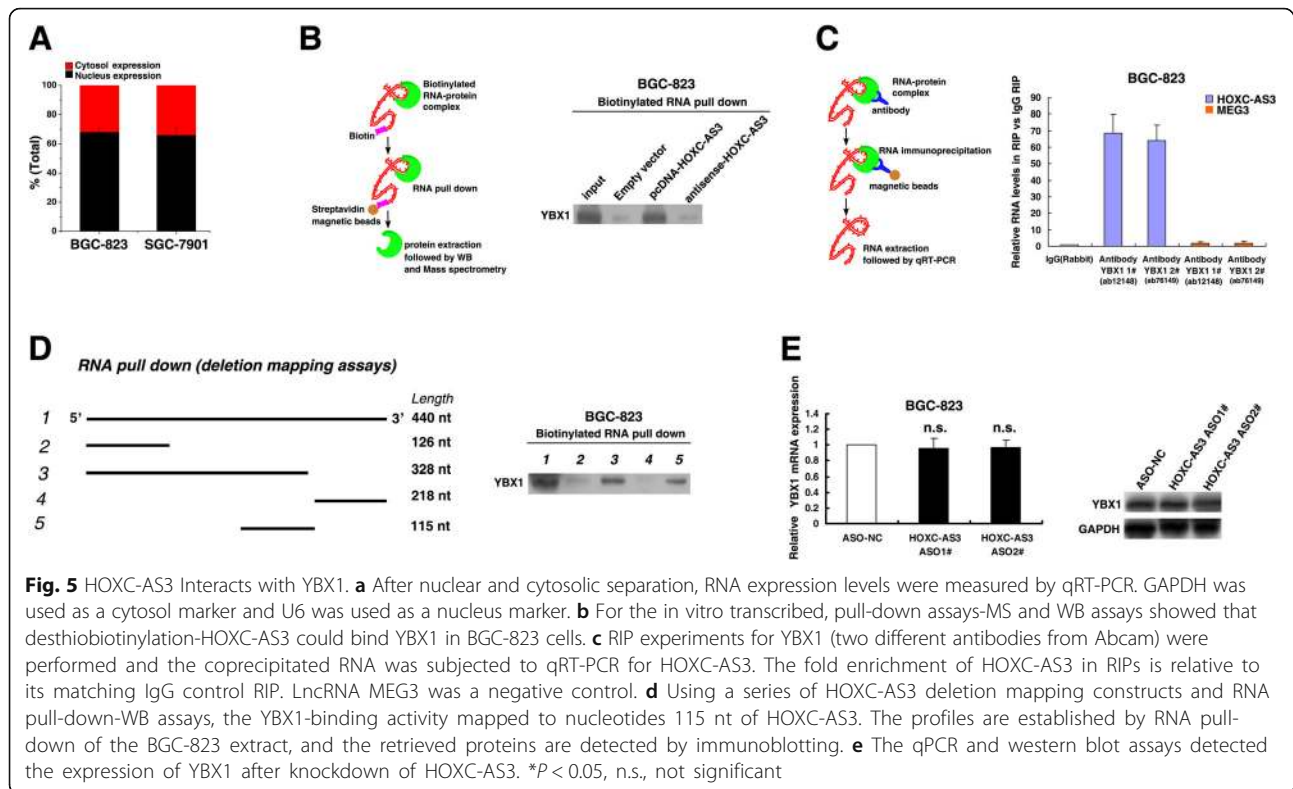 A
Cytosol expression
Nucleus expression
% (Total)
100
80
60
40
20
0
BGC-823
SGC-7901
B
Biotinylated
RNA-protein
complex
Biotin
RNA pull down
Streptavidin
magnetic beads
protein extraction
followed by WB
and Mass spectrometry
BGC-823
Biotinylated RNA pull down
input
Empty vector
pcDNA-HOXC-AS3
antisense-HOXC-AS3
YBX1
C
RNA-protein
complex
antibody
RNA immunoprecipitation
magnetic beads
RNA extraction
followed by qRT-PCR
BGC-823
HOXC-AS3
MEG3
Relative RNA levels in RIP vs IgG RIP
90
80
70
60
50
40
30
20
10
0
IgG(Rabbit)
Antibody
YBX1 1#
(ab12148)
Antibody
YBX1 2#
(ab76149)
Antibody
YBX1 1#
(ab12148)
Antibody
YBX1 2#
(ab76149)
D
RNA pull down (deletion mapping assays)
Length
1 5' 3' 440 nt
2 126 nt
3 328 nt
4 218 nt
5 115 nt
BGC-823
Biotinylated RNA pull down
1 2 3 4 5
YBX1
E
BGC-823
Relative YBX1 mRNA expression
1.4
1.2
1
0.8
0.6
0.4
0.2
0
n.s.
n.s.
ASO-NC
HOXC-AS3
ASO1#
HOXC-AS3
ASO2#
ASO-NC
HOXC-AS3 ASO1#
HOXC-AS3 ASO2#
YBX1
GAPDH
Fig. 5 HOXC-AS3 Interacts with YBX1. a After nuclear and cytosolic separation, RNA expression levels were measured by qRT-PCR. GAPDH was
used as a cytosol marker and U6 was used as a nucleus marker. b For the in vitro transcribed, pull-down assays-MS and WB assays showed that
desthiobiotinylation-HOXC-AS3 could bind YBX1 in BGC-823 cells. c RIP experiments for YBX1 (two different antibodies from Abcam) were
performed and the coprecipitated RNA was subjected to qRT-PCR for HOXC-AS3. The fold enrichment of HOXC-AS3 in RIPs is relative to
its matching IgG control RIP. LncRNA MEG3 was a negative control. d Using a series of HOXC-AS3 deletion mapping constructs and RNA
pull-down-WB assays, the YBX1-binding activity mapped to nucleotides 115 nt of HOXC-AS3. The profiles are established by RNA pull-
down of the BGC-823 extract, and the retrieved proteins are detected by immunoblotting. e The qPCR and western blot assays detected
the expression of YBX1 after knockdown of HOXC-AS3. *P < 0.05, n.s., not significant